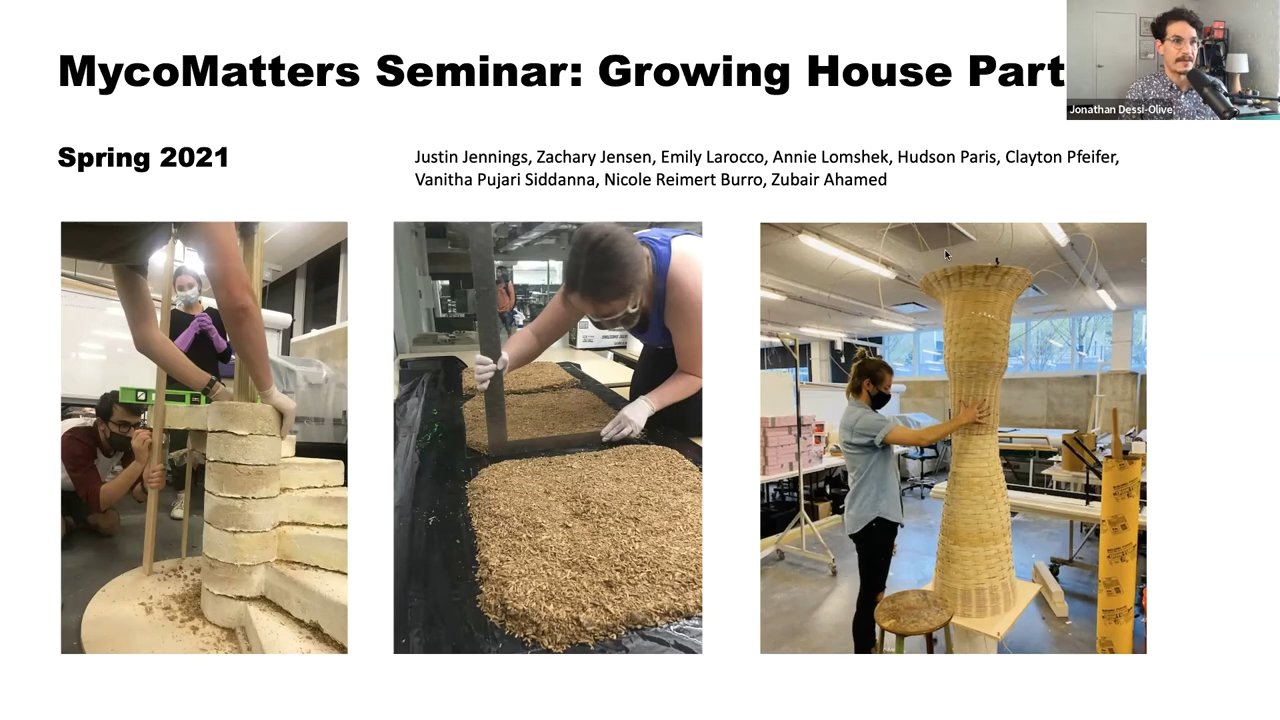 MycoMatters Seminar: Growing House Part
Jonathan Dessi-Olive
Spring 2021
Justin Jennings, Zachary Jensen, Emily Larocco, Annie Lomshek, Hudson Paris, Clayton Pfeifer,
Vanitha Pujari Siddanna, Nicole Reimert Burro, Zubair Ahamed